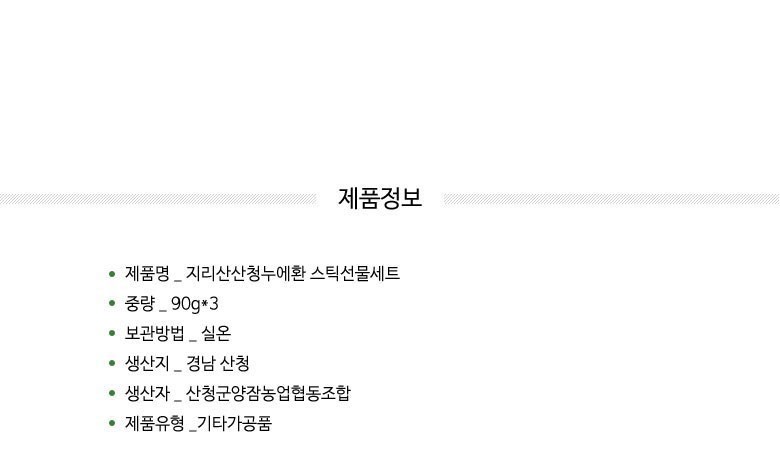 제품정보
제품명 _ 지리산산청누에환 스틱선물세트
중량 _ 90g*3
보관방법 _ 실온
생산지 _ 경남 산청
생산자 _ 산청군양잠농업협동조합
제품유형 _기타가공품